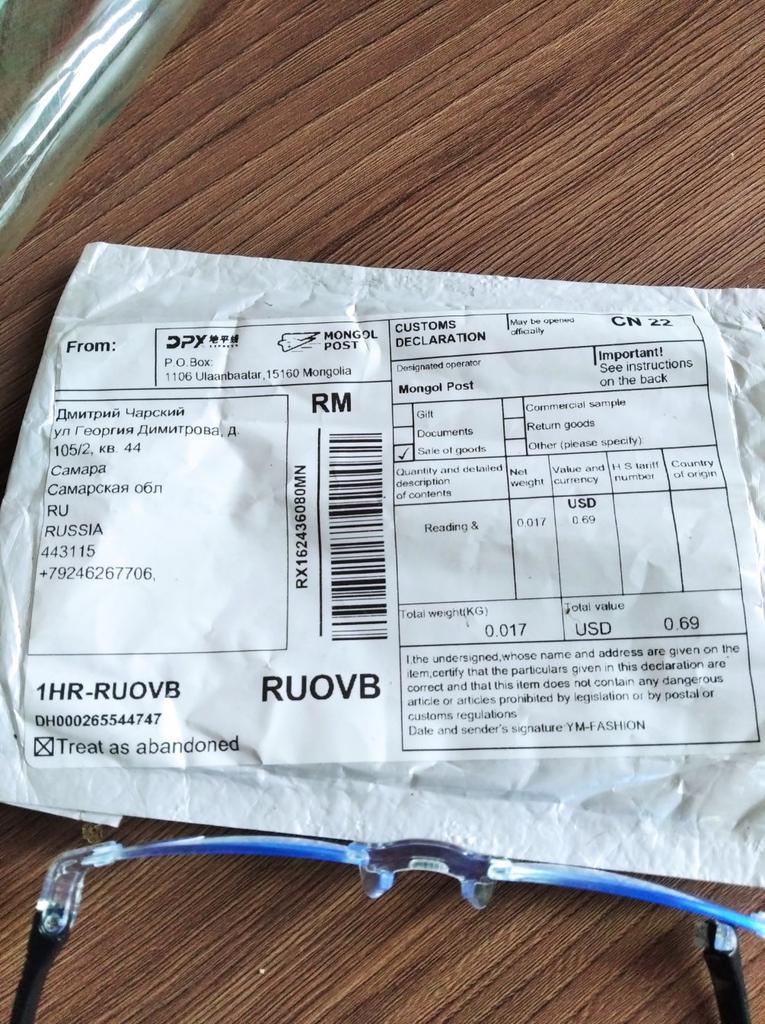 From:
DPX 地平线
MONGOL
POST
P.O.Box:
1106 Ulaanbaatar,15160 Mongolia
Дмитрий Чарский
ул Георгия Димитрова, д.
105/2, кв. 44
Самара
Самарская обл
RU
RUSSIA
443115
+79246267706,
RM
RX162436080MN
1HR-RUOVB
RUOVB
DH000265544747
Treat as abandoned
CUSTOMS
DECLARATION
May be opened
officially
CN 22
Designated operator
Mongol Post
Important!
See instructions
on the back
Gift
Commercial sample
Documents
Return goods
Sale of goods
Other (please specify):
Quantity and detailed
description
of contents
Net
weight
Value and
currency
H S tariff
number
Country
of origin
USD
Reading & 0.017 0.69
Total weight(KG)
0.017
Total value
USD 0.69
I,the undersigned,whose name and address are given on the
item,certify that the particulars given in this declaration are
correct and that this item does not contain any dangerous
article or articles prohibited by legislation or by postal or
customs regulations
Date and sender's signature:YM-FASHION